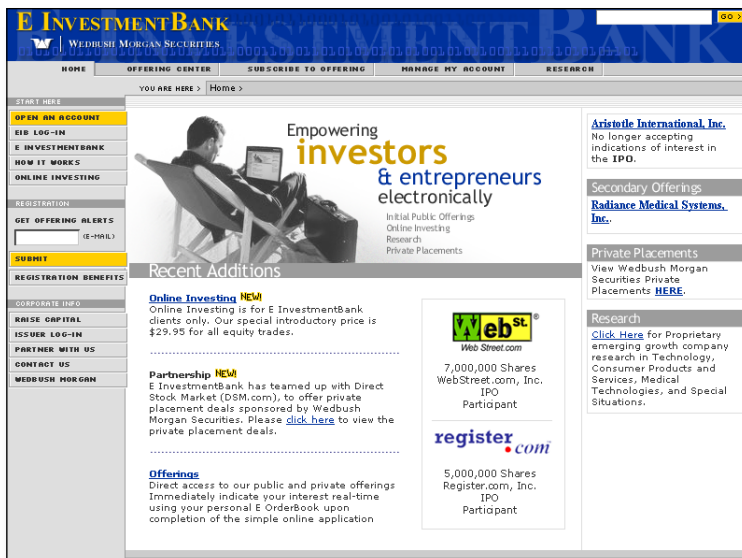 E INVESTMENTBANK
WEDBUSH MORGAN SECURITIES
GO >
HOME
OFFERING CENTER
SUBSCRIBE TO OFFERING
MANAGE MY ACCOUNT
RESEARCH
YOU ARE HERE >
Home >
START HERE
OPEN AN ACCOUNT
EIB LOG-IN
E INVESTMENTBANK
HOW IT WORKS
ONLINE INVESTING
REGISTRATION
GET OFFERING ALERTS
(E-MAIL)
SUBMIT
REGISTRATION BENEFITS
CORPORATE INFO
RAISE CAPITAL
ISSUER LOG-IN
PARTNER WITH US
CONTACT US
WEDBUSH MORGAN
Empowering
investors
& entrepreneurs
electronically
Initial Public Offerings
Online Investing
Research
Private Placements
Recent Additions
Online Investing NEW!
Online Investing is for E InvestmentBank
clients only. Our special introductory price is
$29.95 for all equity trades.
Partnership NEW!
E InvestmentBank has teamed up with Direct
Stock Market (DSM.com), to offer private
placement deals sponsored by Wedbush
Morgan Securities. Please click here to view the
private placement deals.
Offerings
Direct access to our public and private offerings
Immediately indicate your interest real-time
using your personal E OrderBook upon
completion of the simple online application
Web St.
Web Street.com
7,000,000 Shares
WebStreet.com, Inc.
IPO
Participant
register.com
5,000,000 Shares
Register.com, Inc.
IPO
Participant
Aristotle International, Inc.
No longer accepting
indications of interest in
the IPO.
Secondary Offerings
Radiance Medical Systems,
Inc..
Private Placements
View Wedbush Morgan
Securities Private
Placements HERE.
Research
Click Here for Proprietary
emerging growth company
research in Technology,
Consumer Products and
Services, Medical
Technologies, and Special
Situations.